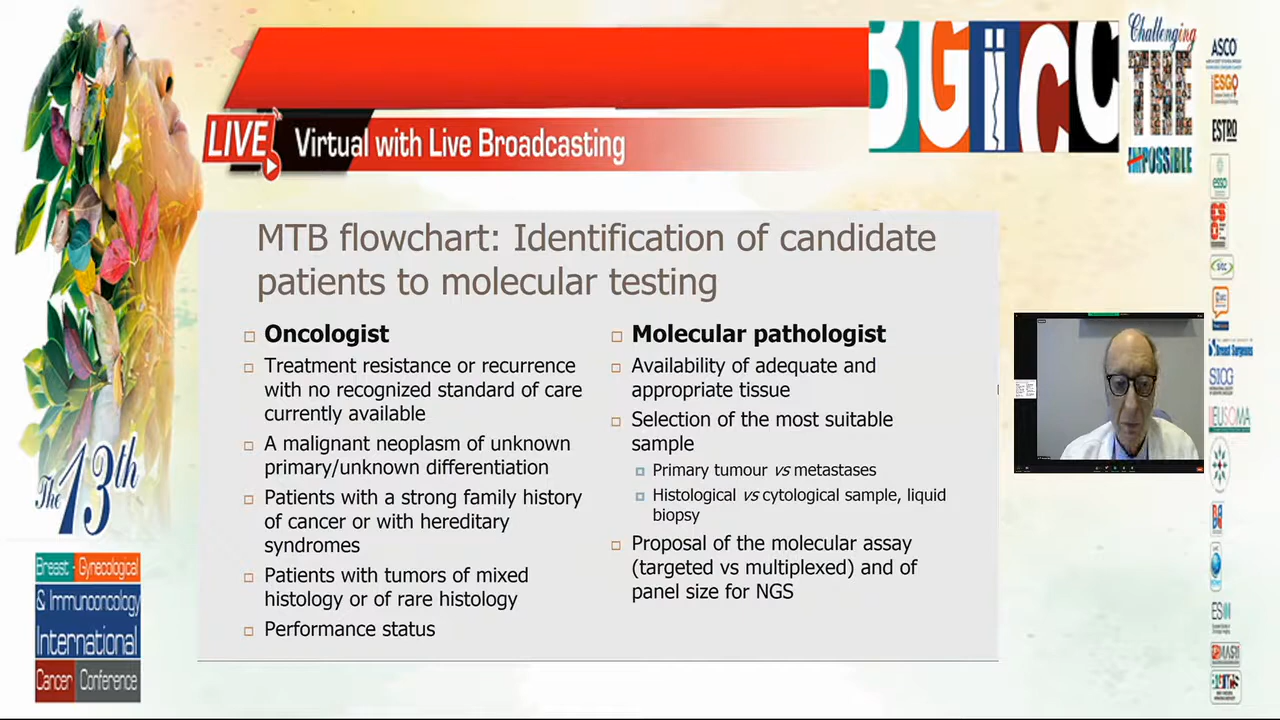 LIVE
Virtual with Live Broadcasting
BGICC
Challenging
THE
IMPOSSIBLE
ASCO
ESGO
ESTRO
esso
MTB flowchart: Identification of candidate
patients to molecular testing
Oncologist
Treatment resistance or recurrence
with no recognized standard of care
currently available
A malignant neoplasm of unknown
primary/unknown differentiation
Patients with a strong family history
of cancer or with hereditary
syndromes
Patients with tumors of mixed
histology or of rare histology
Performance status
Molecular pathologist
Availability of adequate and
appropriate tissue
Selection of the most suitable
sample
Primary tumour vs metastases
Histological vs cytological sample, liquid
biopsy
Proposal of the molecular assay
(targeted vs multiplexed) and of
panel size for NGS
Breast Surgeons
EUSOMA
The 13th
Breast - Gynecological
& Immunooncology
International
Cancer Conference